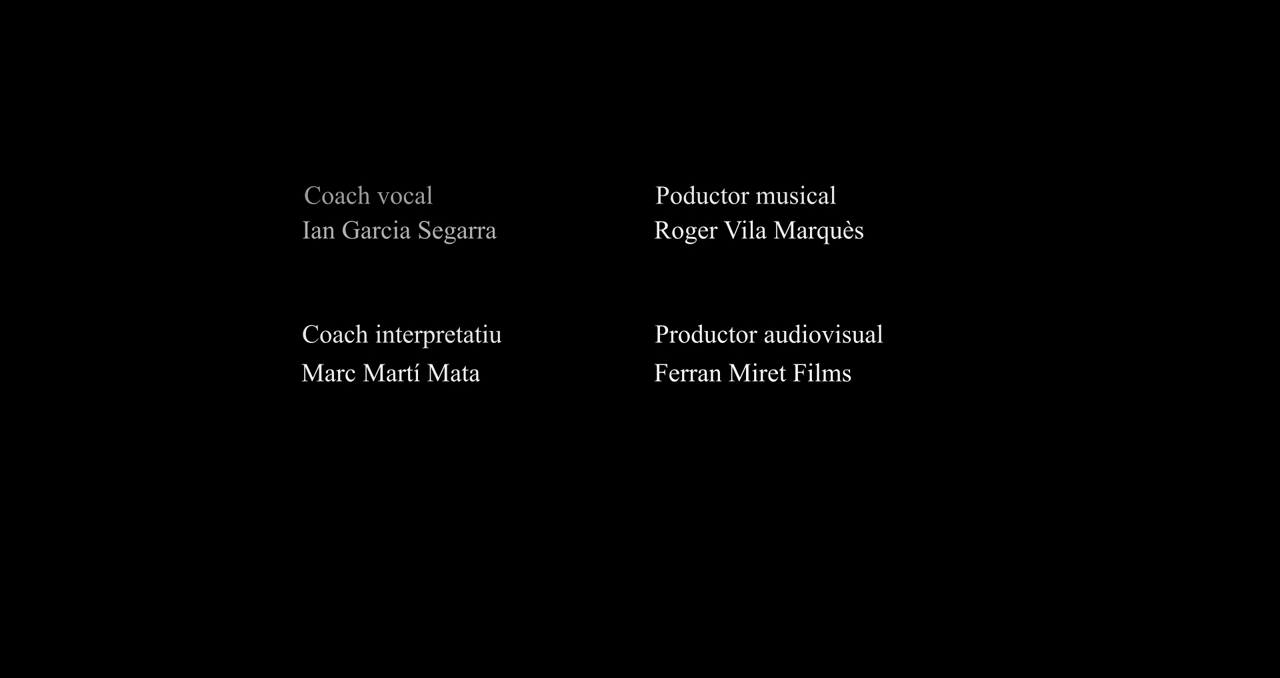 Coach vocal
Ian Garcia Segarra
Poductor musical
Roger Vila Marquès
Coach interpretatiu
Marc Martí Mata
Productor audiovisual
Ferran Miret Films